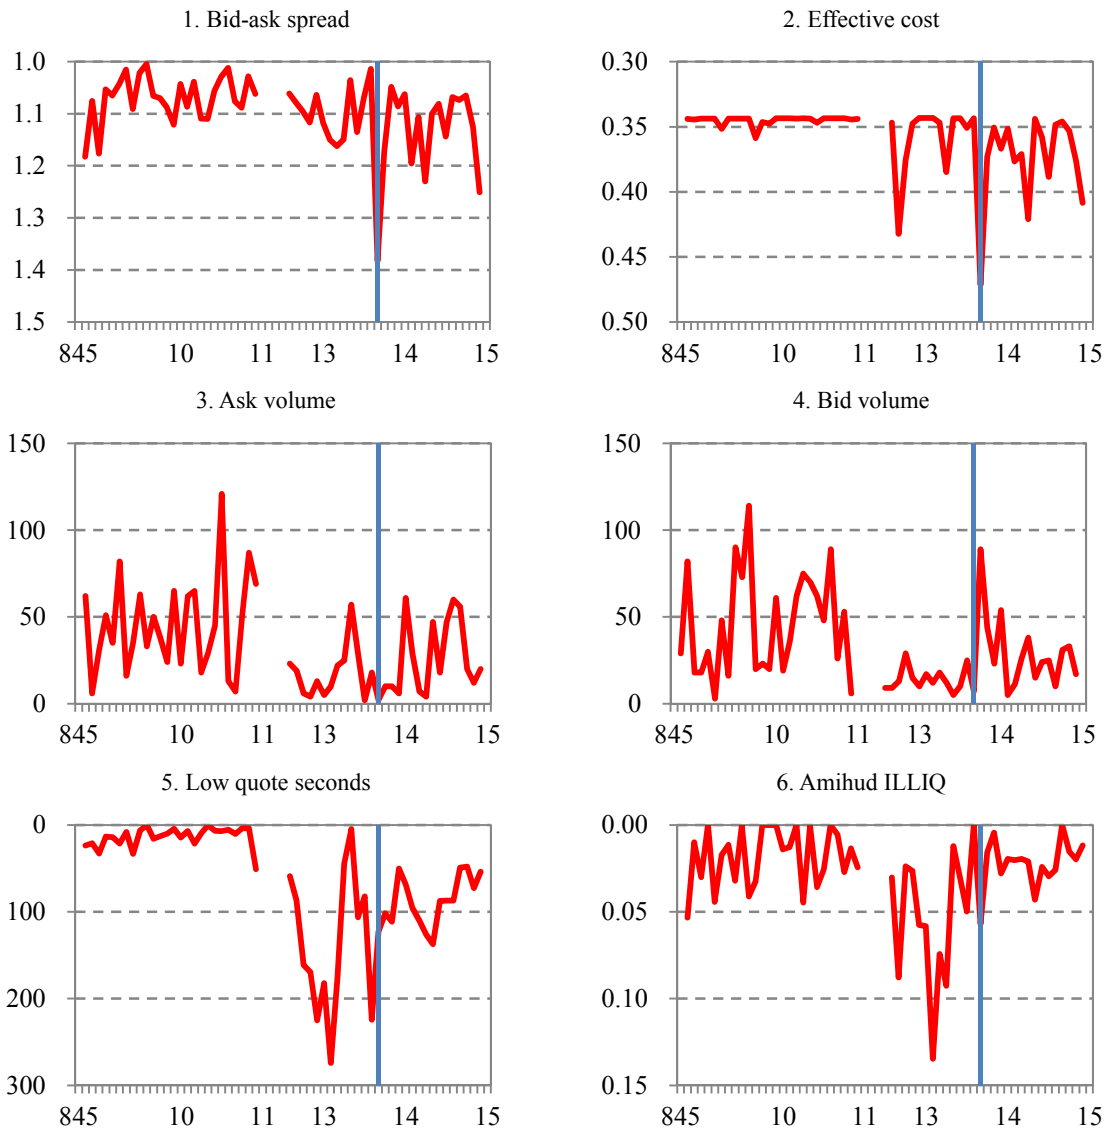 1. Bid-ask spread
1.0
1.1
1.2
1.3
1.4
1.5
845 10 11 13 14 15
2. Effective cost
0.30
0.35
0.40
0.45
0.50
845 10 11 13 14 15
3. Ask volume
150
100
50
0
845 10 11 13 14 15
4. Bid volume
150
100
50
0
845 10 11 13 14 15
5. Low quote seconds
0
100
200
300
845 10 11 13 14 15
6. Amihud ILLIQ
0.00
0.05
0.10
0.15
845 10 11 13 14 15